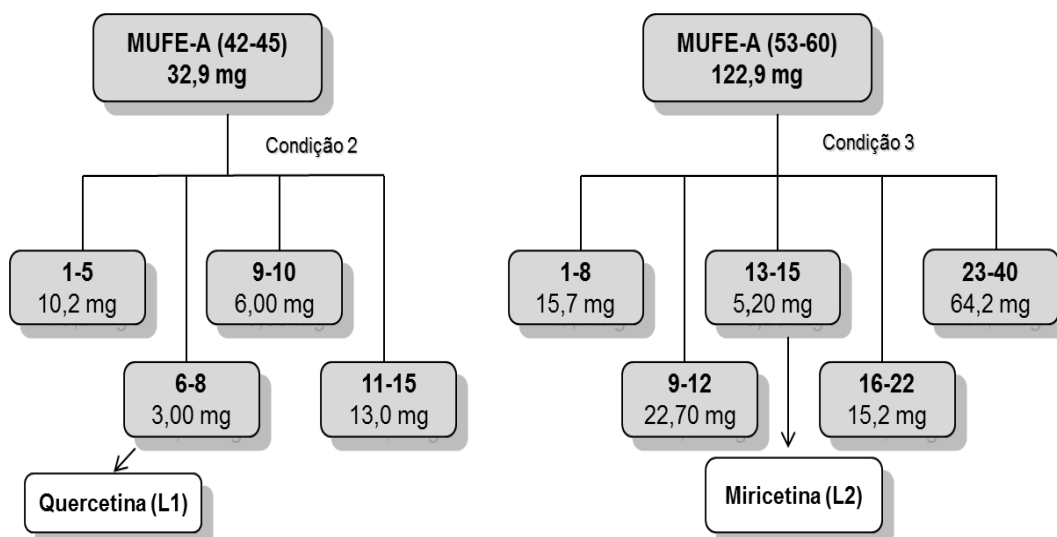 MUFE-A (42-45)
32,9 mg
Condição 2
1-5
10,2 mg
9-10
6,00 mg
6-8
3,00 mg
11-15
13,0 mg
Quercetina (L1)
MUFE-A (53-60)
122,9 mg
Condição 3
1-8
15,7 mg
13-15
5,20 mg
23-40
64,2 mg
9-12
22,70 mg
16-22
15,2 mg
Miricetina (L2)